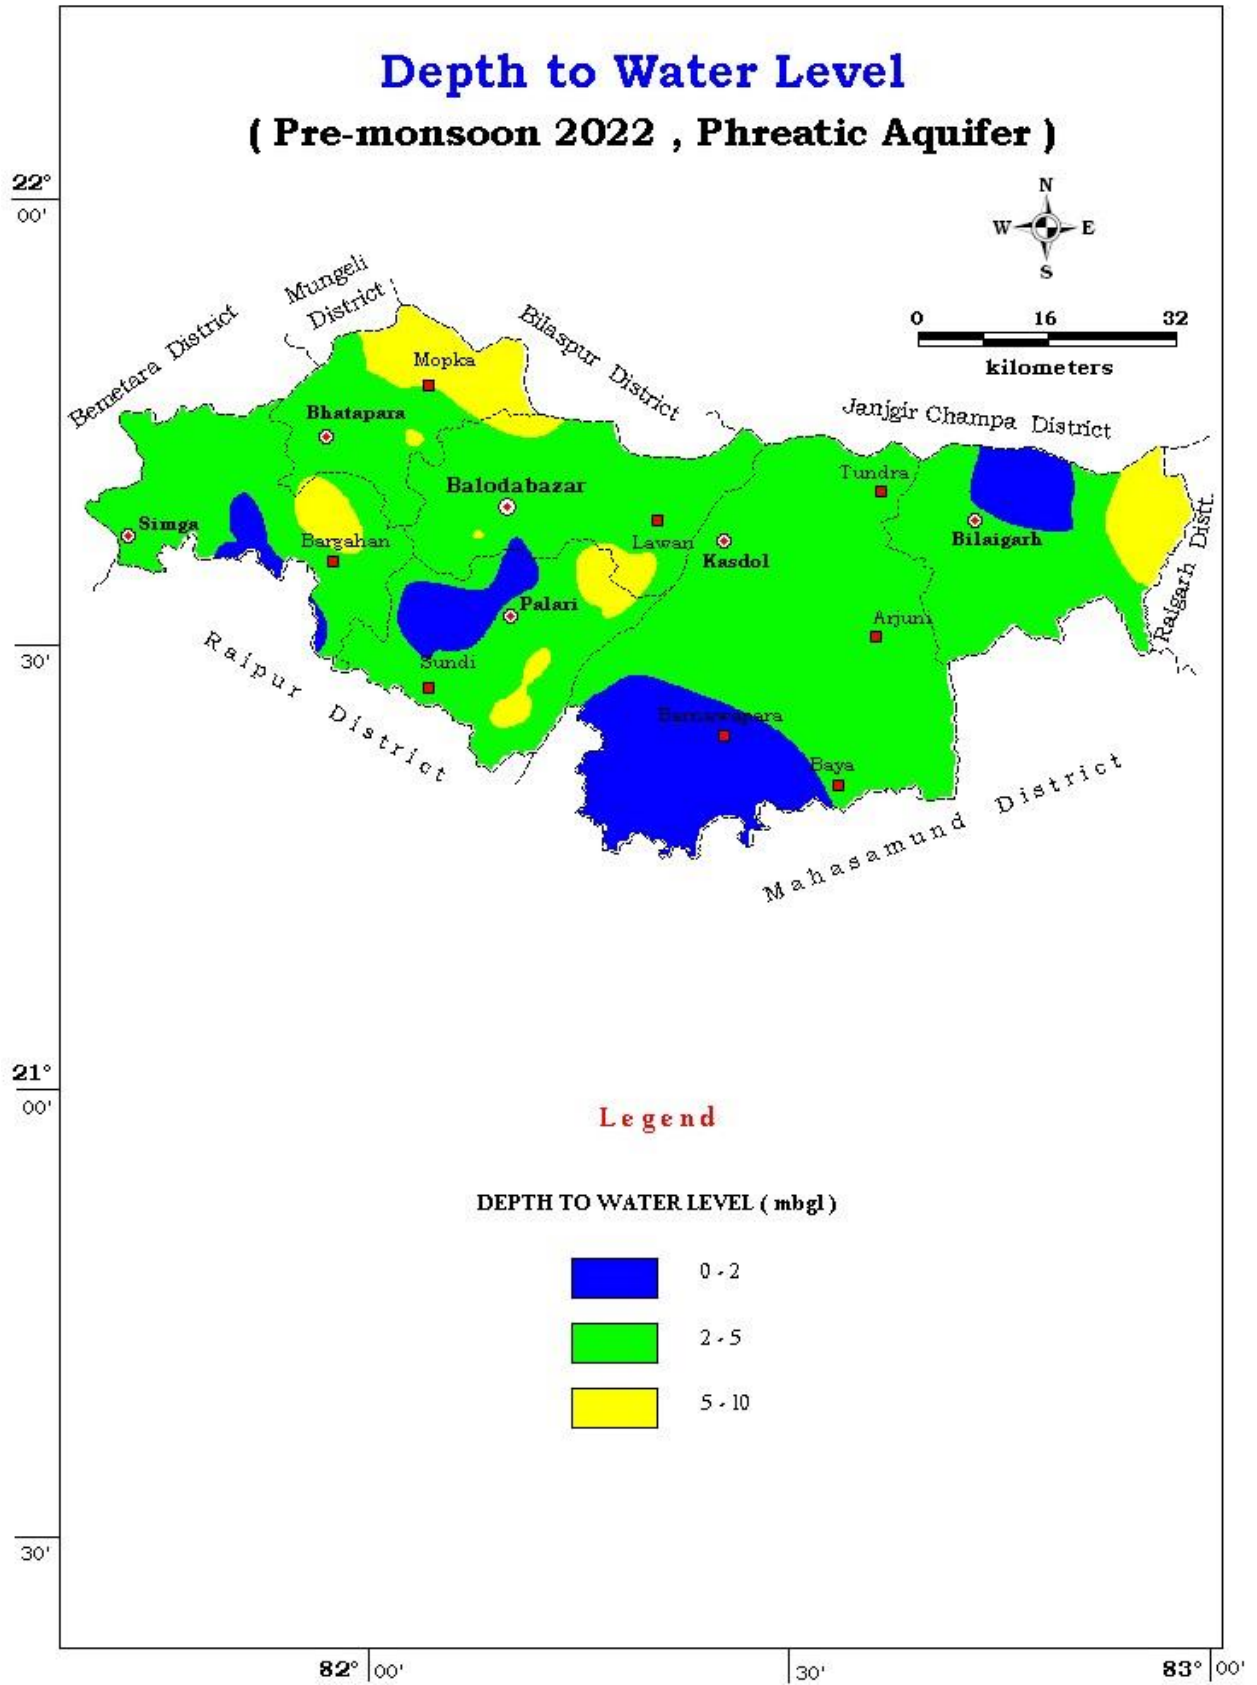 Depth to Water Level
( Pre-monsoon 2022 , Phreatic Aquifer )
22°
00'
N
W E
S
0 16 32
kilometers
Mungeli
District
Bemetara District
Bilaspur District
Janjgir Champa District
Mopka
Bhatapara
Balodabazar
Tundra
Simga
Bargahan
Lawan
Kasdol
Bilaigarh
Raigarh Distt.
Palari
Arjuni
30'
Sundi
Raipur District
Barnawapara
Baya
Mahasamund District
21°
00'
Legend
DEPTH TO WATER LEVEL ( mbgl )
0 - 2
2 - 5
5 - 10
30'
82° 00' 30' 83° 00'